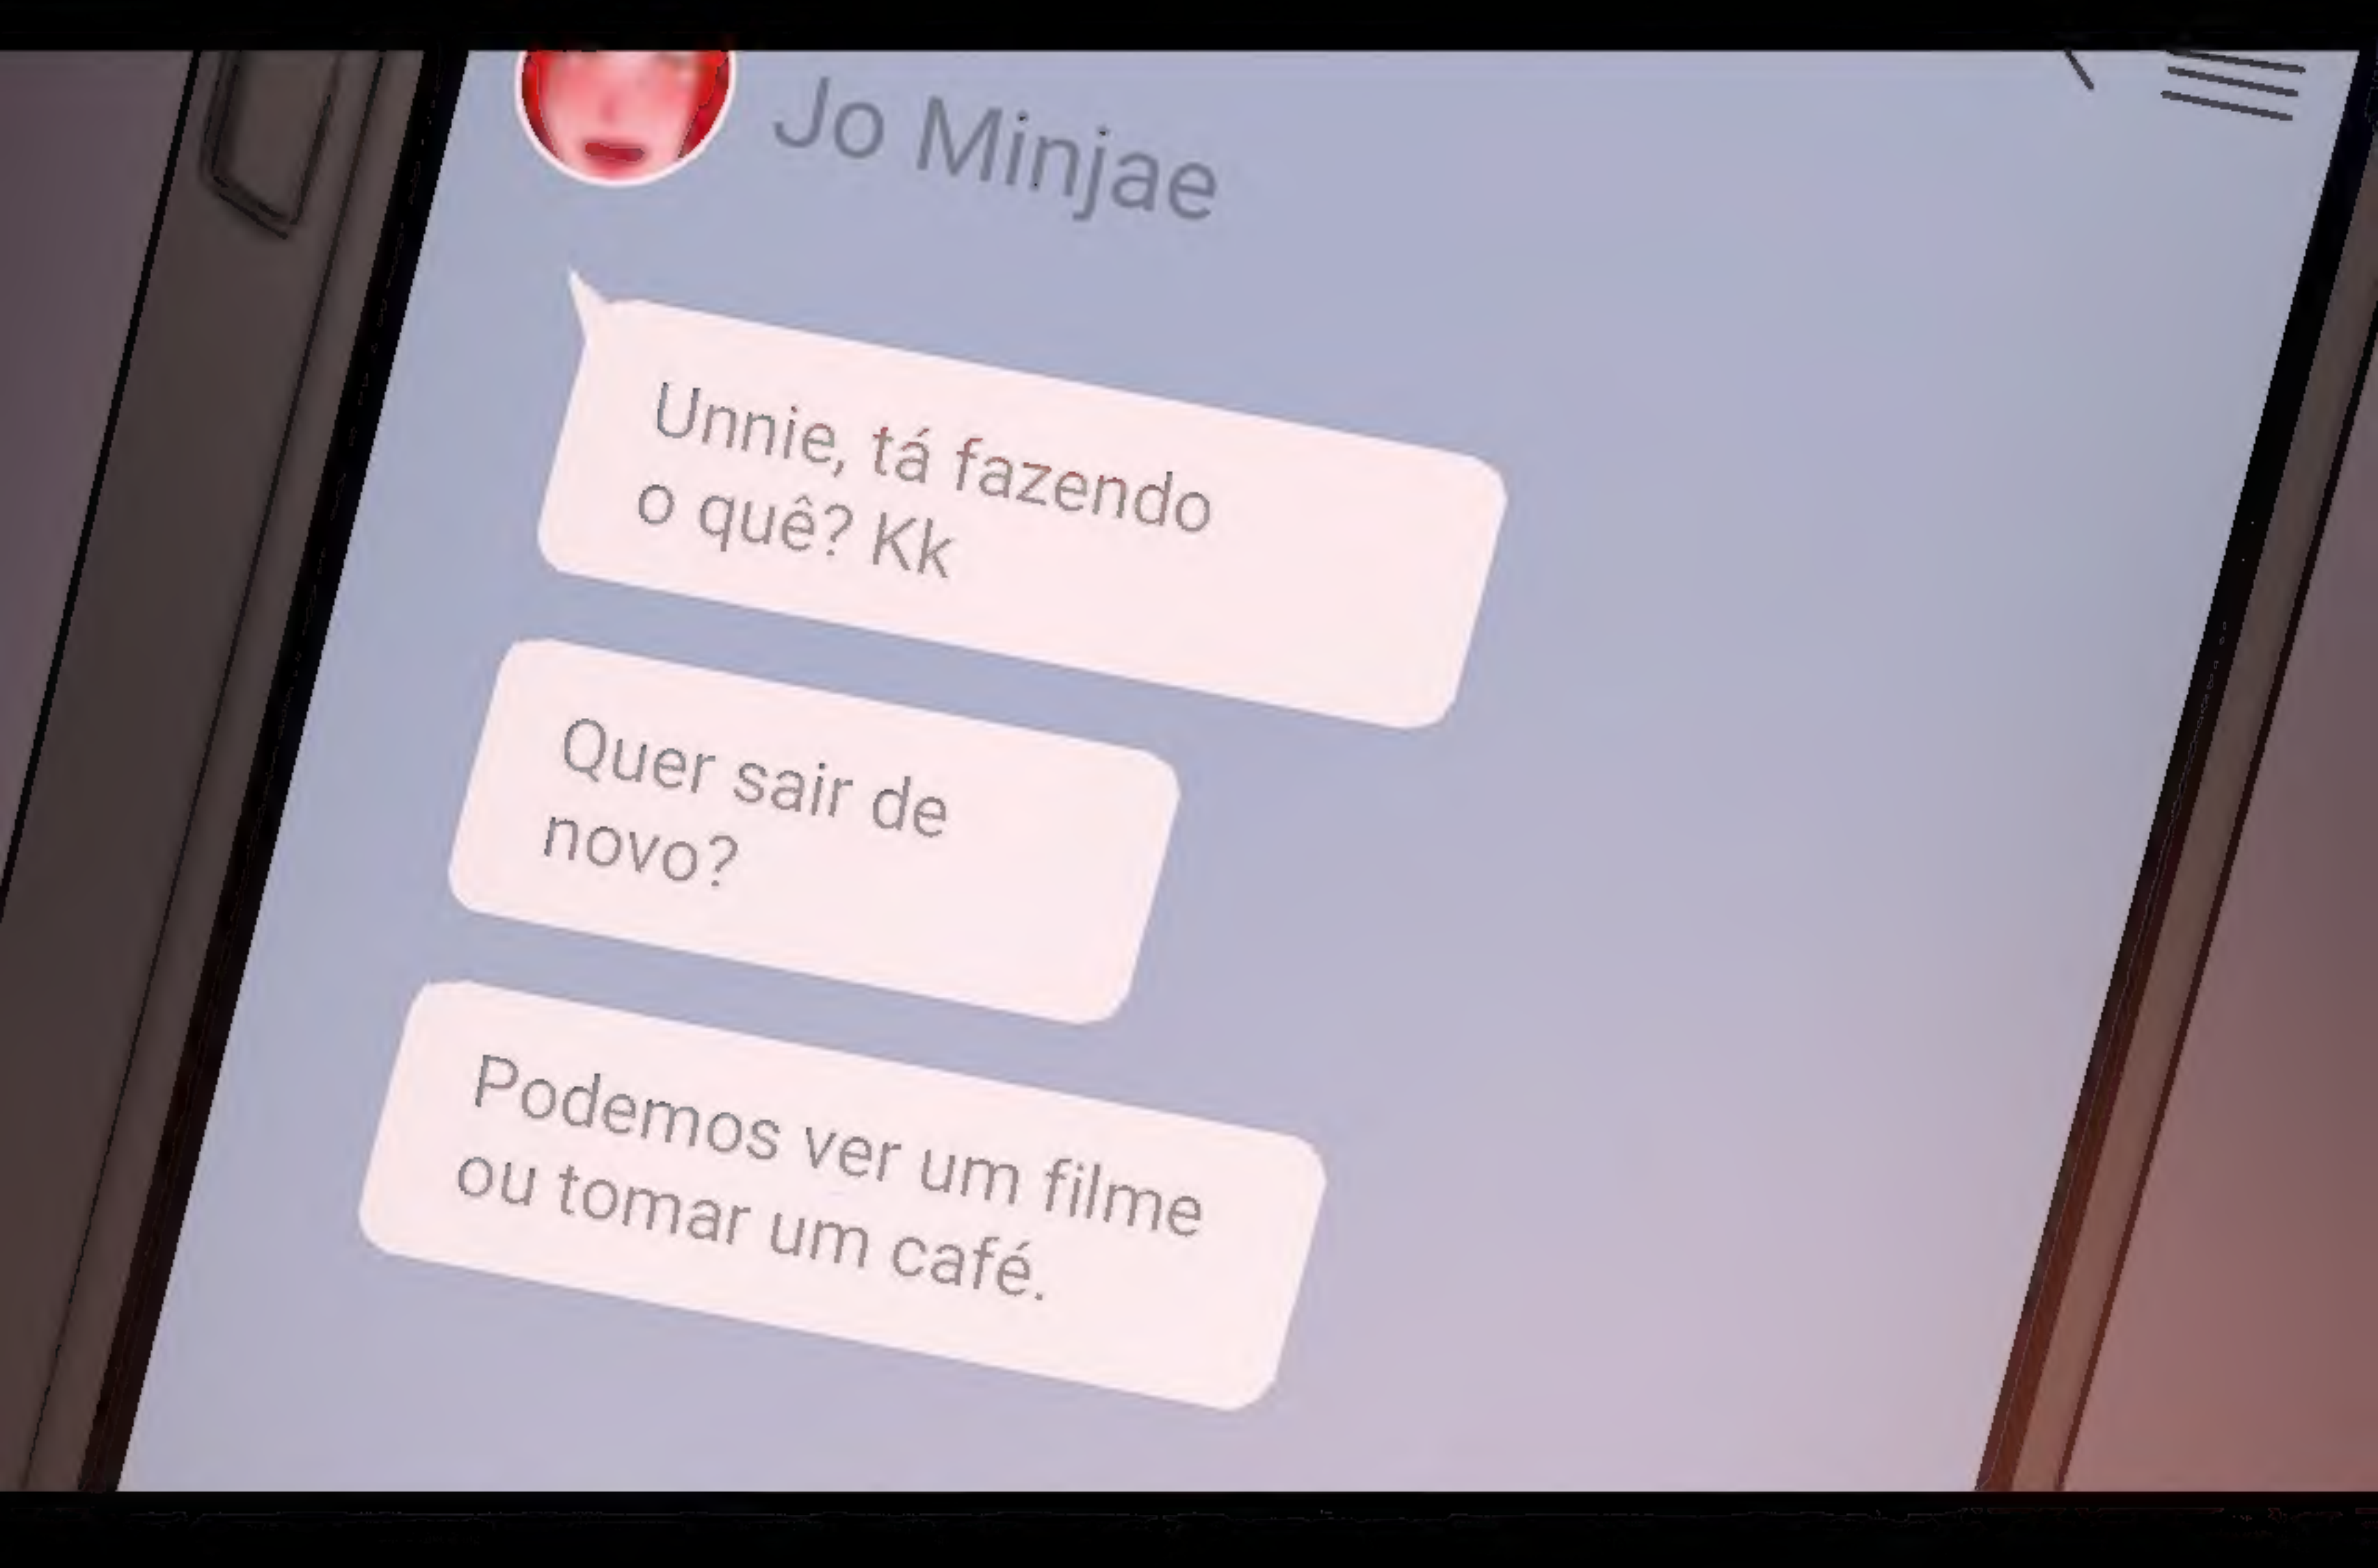 Jo Minjae
Unnie, tá fazendo
o quê? Kk
Quer sair de
novo?
Podemos ver um filme
ou tomar um café.